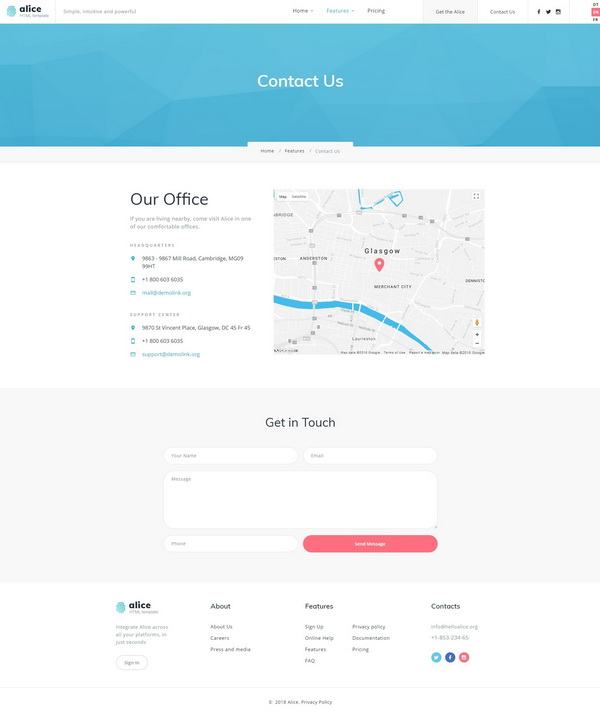 alice
HTML template
Simple, intuitive and powerful
Home
Features
Pricing
Get the Alice
Contact Us
DT
EN
FR
Contact Us
Home / Features / Contact Us
Our Office
If you are living nearby, come visit Alice in one
of our comfortable offices.
HEADQUARTERS
9863 - 9867 Mill Road, Cambridge, MG09
99HT
+1 800 603 6035
mail@demolink.org
SUPPORT CENTER
9870 St Vincent Place, Glasgow, DC 45 Fr 45
+1 800 603 6035
support@demolink.org
Map Satellite
Glasgow
ANDERSTON
MERCHANT CITY
DENNISTO
Laurieston
Map data ©2018 Google Terms of Use Report a map error Map data ©2018 Google
Get in Touch
Your Name
Email
Message
Phone
Send Message
alice
HTML template
Integrate Alice across
all your platforms, in
just seconds
Sign In
About
About Us
Careers
Press and media
Features
Sign Up
Online Help
Features
FAQ
Privacy policy
Documentation
Pricing
Contacts
info@helloalice.org
+1-853-234-65
© 2018 Alice. Privacy Policy